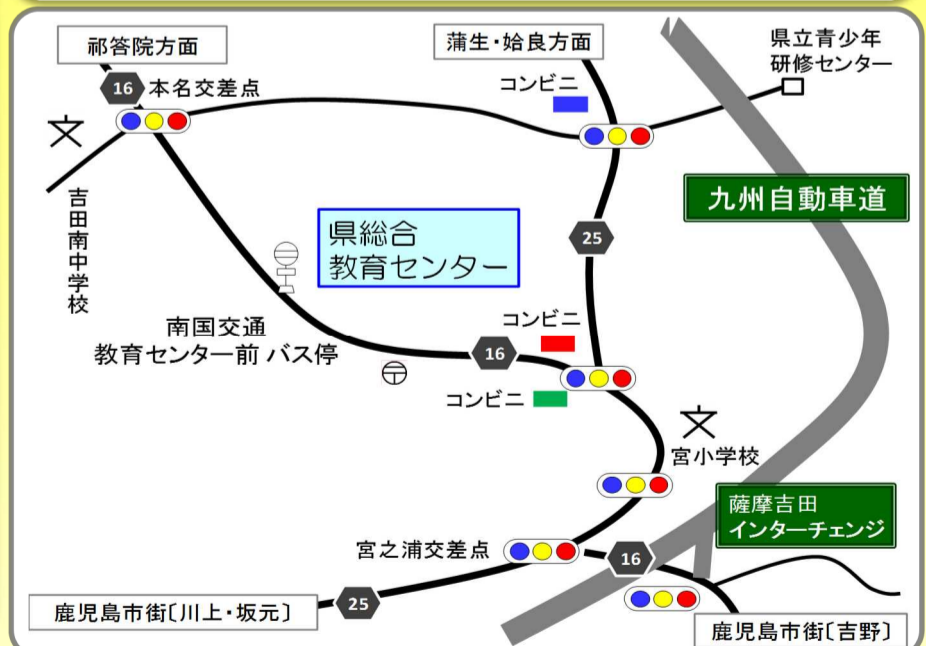 祁答院方面
蒲生・姶良方面
県立青少年
研修センター
コンビニ
16
本名交差点
九州自動車道
吉田南中学校
県総合
教育センター
25
南国交通
教育センター前 バス停
コンビニ
16
コンビニ
宮小学校
薩摩吉田
インターチェンジ
宮之浦交差点
16
25
鹿児島市街〔川上・坂元〕
鹿児島市街〔吉野〕